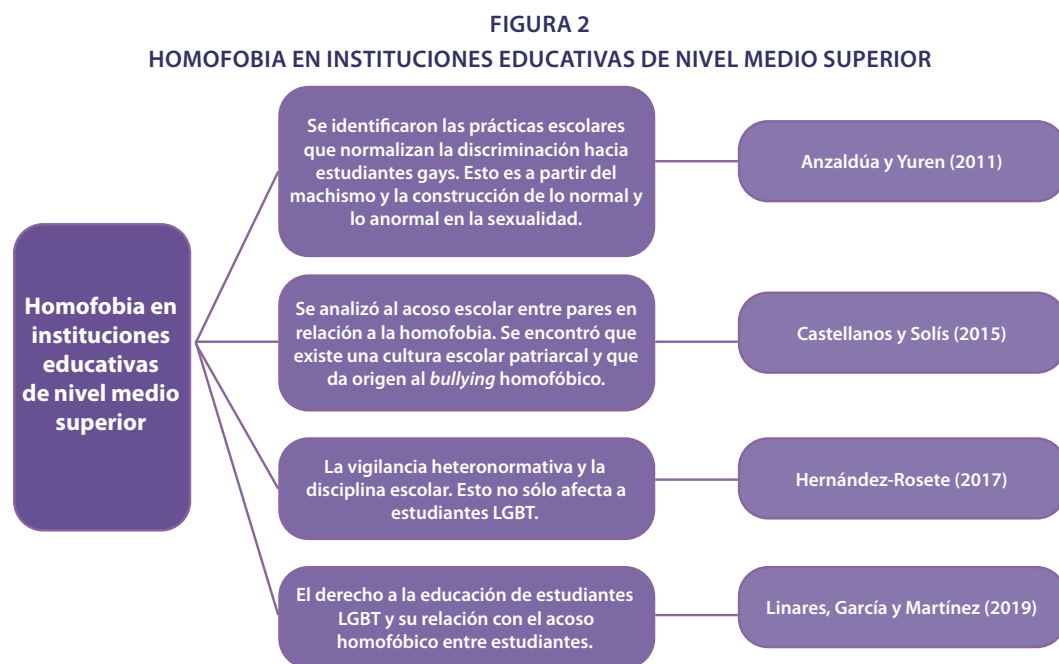 FIGURA 2
HOMOFOBIA EN INSTITUCIONES EDUCATIVAS DE NIVEL MEDIO SUPERIOR
Homofobia en
instituciones
educativas
de nivel medio
superior
Se identificaron las prácticas escolares
que normalizan la discriminación hacia
estudiantes gays. Esto es a partir del
machismo y la construcción de lo normal y
lo anormal en la sexualidad.
Anzaldúa y Yuren (2011)
Se analizó al acoso escolar entre pares en
relación a la homofobia. Se encontró que
existe una cultura escolar patriarcal y que
da origen al bullying homofóbico.
Castellanos y Solís (2015)
La vigilancia heteronormativa y la
disciplina escolar. Esto no sólo afecta a
estudiantes LGBT.
Hernández-Rosete (2017)
El derecho a la educación de estudiantes
LGBT y su relación con el acoso
homofóbico entre estudiantes.
Linares, García y Martínez (2019)